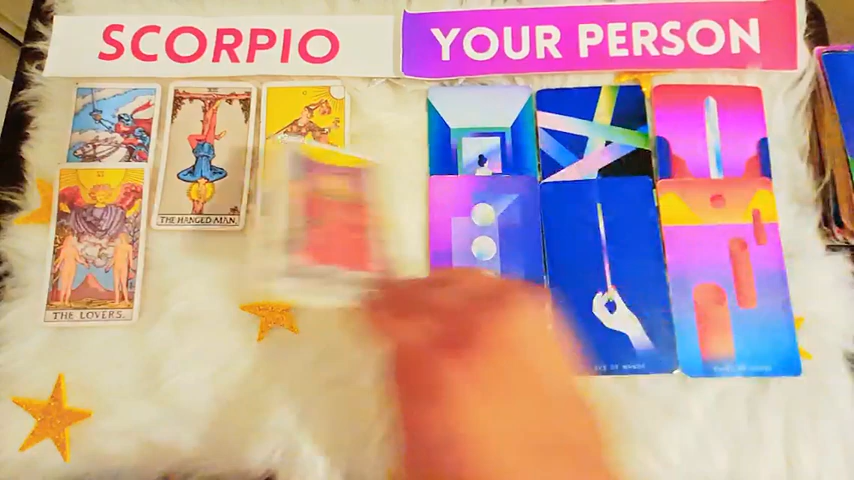 SCORPIO
YOUR PERSON
THE HANGED MAN.
THE LOVERS.